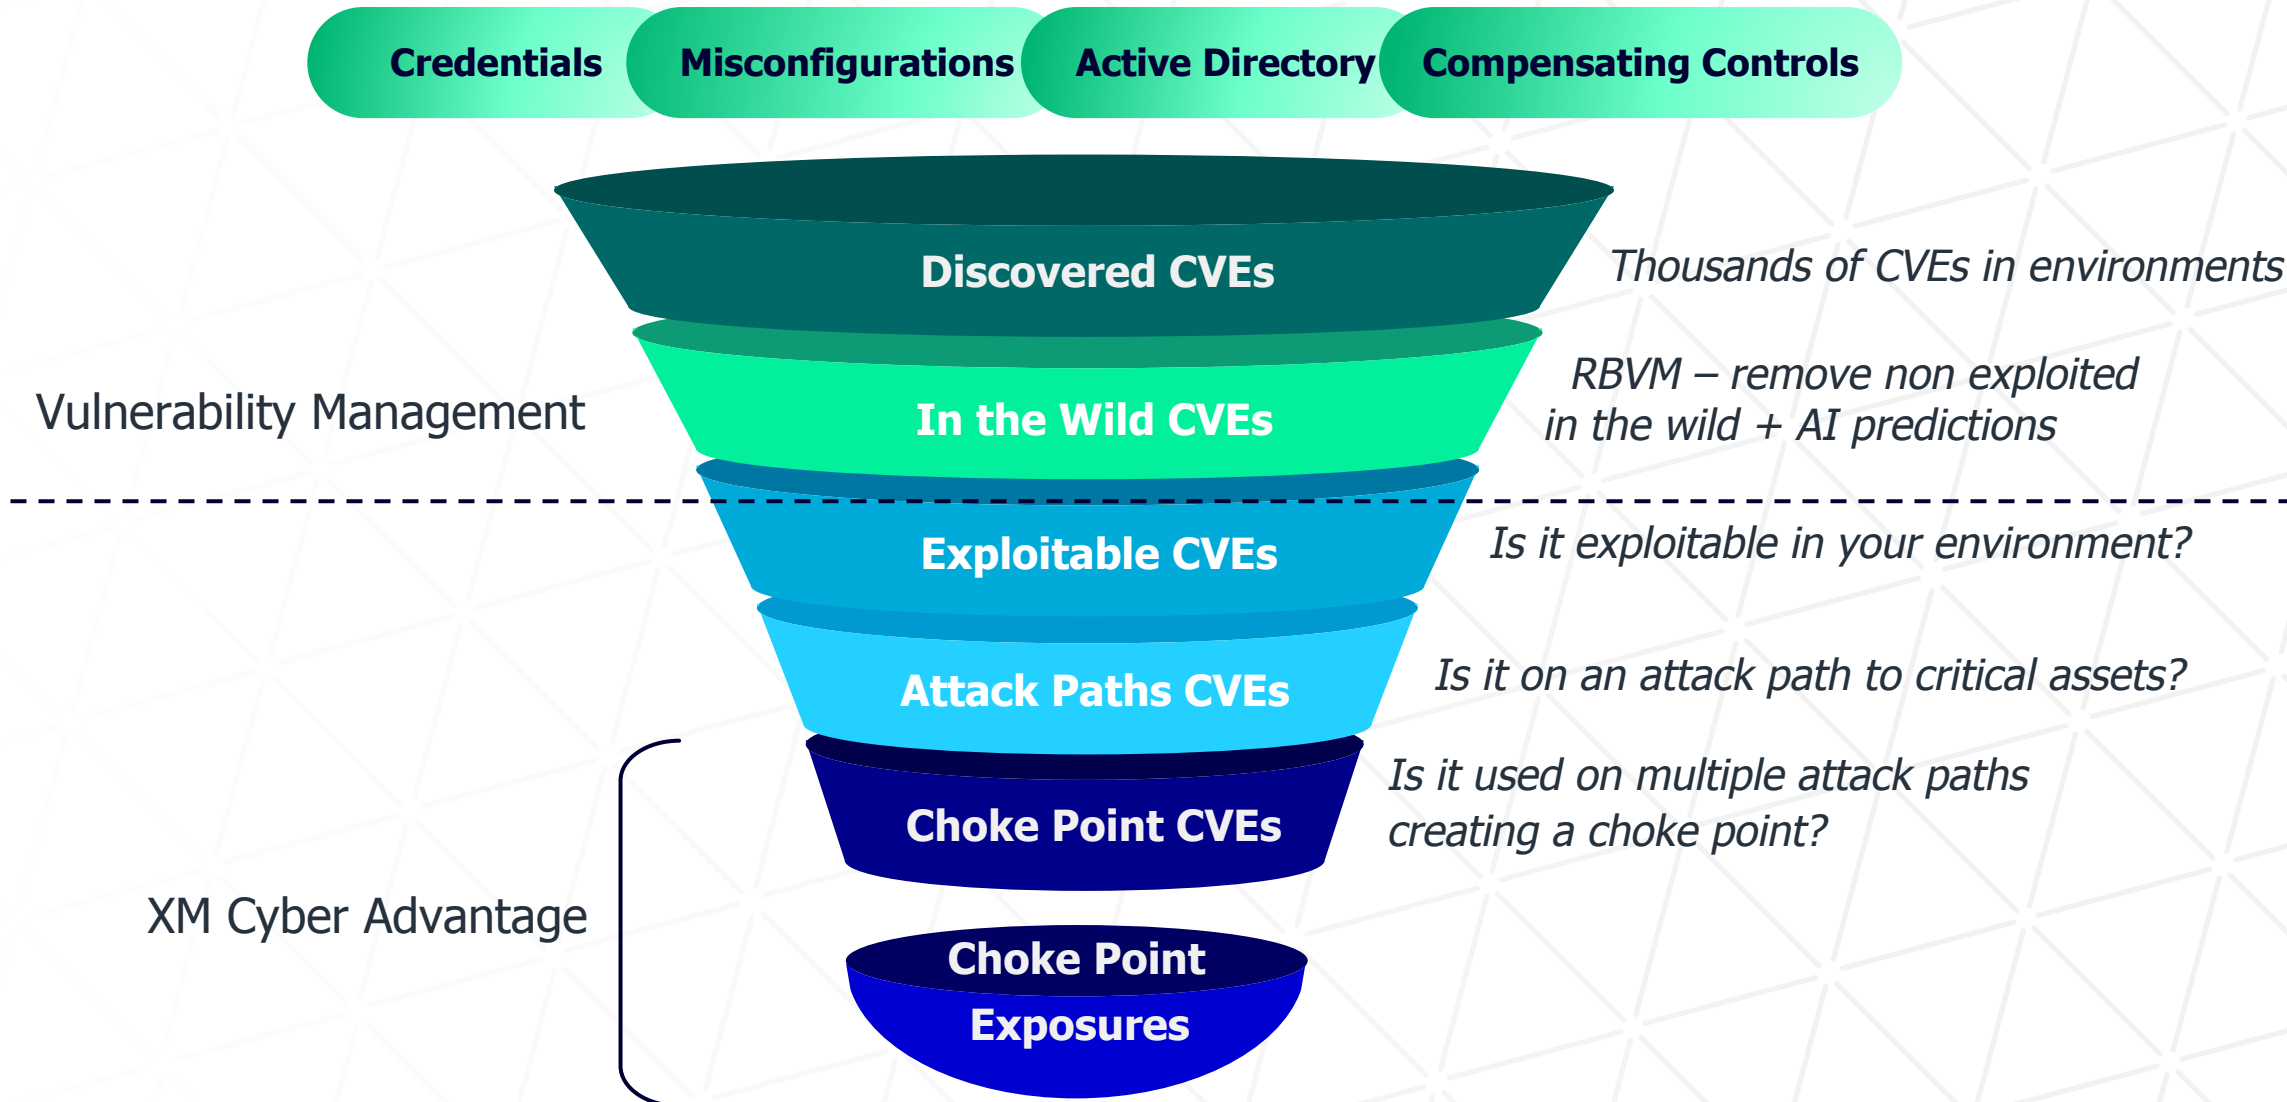 Credentials
Misconfigurations
Active Directory
Compensating Controls
Discovered CVEs
Thousands of CVEs in environments
Vulnerability Management
In the Wild CVEs
RBVM – remove non exploited
in the wild + AI predictions
Exploitable CVEs
Is it exploitable in your environment?
Attack Paths CVEs
Is it on an attack path to critical assets?
Choke Point CVEs
Is it used on multiple attack paths
creating a choke point?
XM Cyber Advantage
Choke Point
Exposures